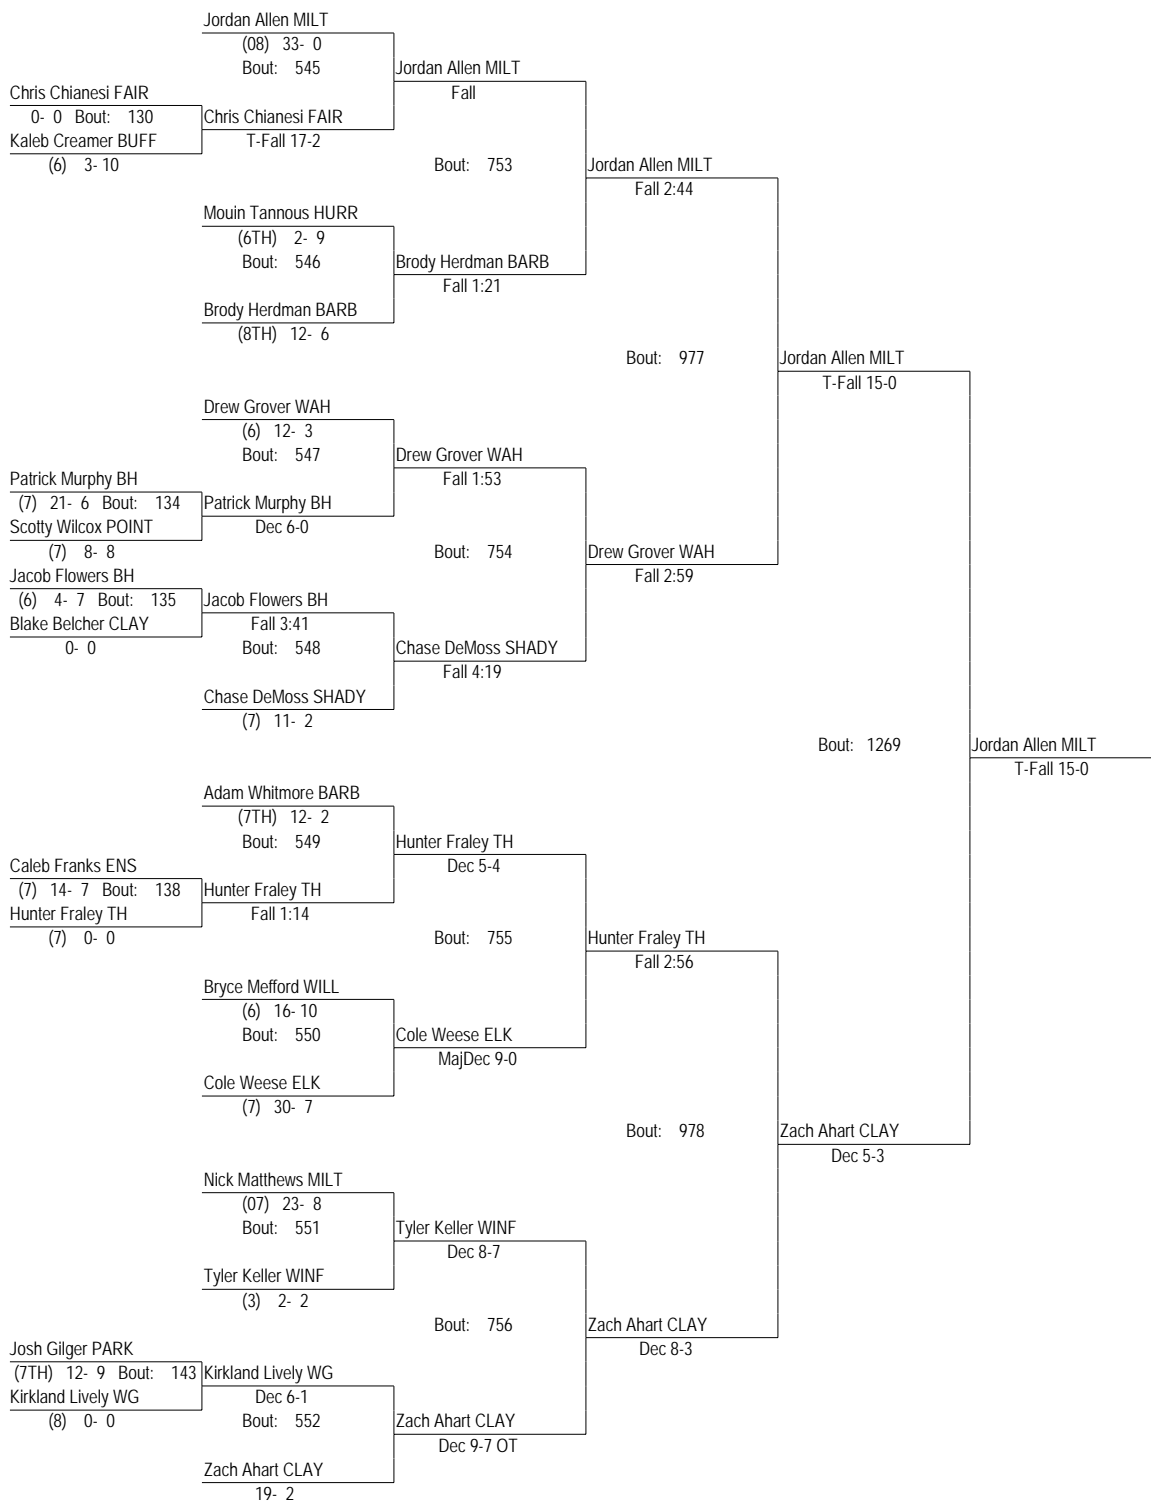 Jordan Allen MILT
(08) 33- 0
Bout: 545
Jordan Allen MILT
Fall
Chris Chianesi FAIR
0- 0 Bout: 130
Chris Chianesi FAIR
T-Fall 17-2
Kaleb Creamer BUFF
(6) 3- 10
Bout: 753
Jordan Allen MILT
Fall 2:44
Mouin Tannous HURR
(6TH) 2- 9
Bout: 546
Brody Herdman BARB
Fall 1:21
Brody Herdman BARB
(8TH) 12- 6
Bout: 977
Jordan Allen MILT
T-Fall 15-0
Drew Grover WAH
(6) 12- 3
Bout: 547
Drew Grover WAH
Fall 1:53
Patrick Murphy BH
(7) 21- 6 Bout: 134
Patrick Murphy BH
Dec 6-0
Scotty Wilcox POINT
(7) 8- 8
Bout: 754
Drew Grover WAH
Fall 2:59
Jacob Flowers BH
(6) 4- 7 Bout: 135
Jacob Flowers BH
Fall 3:41
Blake Belcher CLAY
0- 0
Bout: 548
Chase DeMoss SHADY
Fall 4:19
Chase DeMoss SHADY
(7) 11- 2
Bout: 1269
Jordan Allen MILT
T-Fall 15-0
Adam Whitmore BARB
(7TH) 12- 2
Bout: 549
Hunter Fraley TH
Dec 5-4
Caleb Franks ENS
(7) 14- 7 Bout: 138
Hunter Fraley TH
Fall 1:14
Hunter Fraley TH
(7) 0- 0
Bout: 755
Hunter Fraley TH
Fall 2:56
Bryce Mefford WILL
(6) 16- 10
Bout: 550
Cole Weese ELK
MajDec 9-0
Cole Weese ELK
(7) 30- 7
Bout: 978
Zach Ahart CLAY
Dec 5-3
Nick Matthews MILT
(07) 23- 8
Bout: 551
Tyler Keller WINF
Dec 8-7
Tyler Keller WINF
(3) 2- 2
Bout: 756
Zach Ahart CLAY
Dec 8-3
Josh Gilger PARK
(7TH) 12- 9 Bout: 143
Kirkland Lively WG
Dec 6-1
Kirkland Lively WG
(8) 0- 0
Bout: 552
Zach Ahart CLAY
Dec 9-7 OT
Zach Ahart CLAY
19- 2